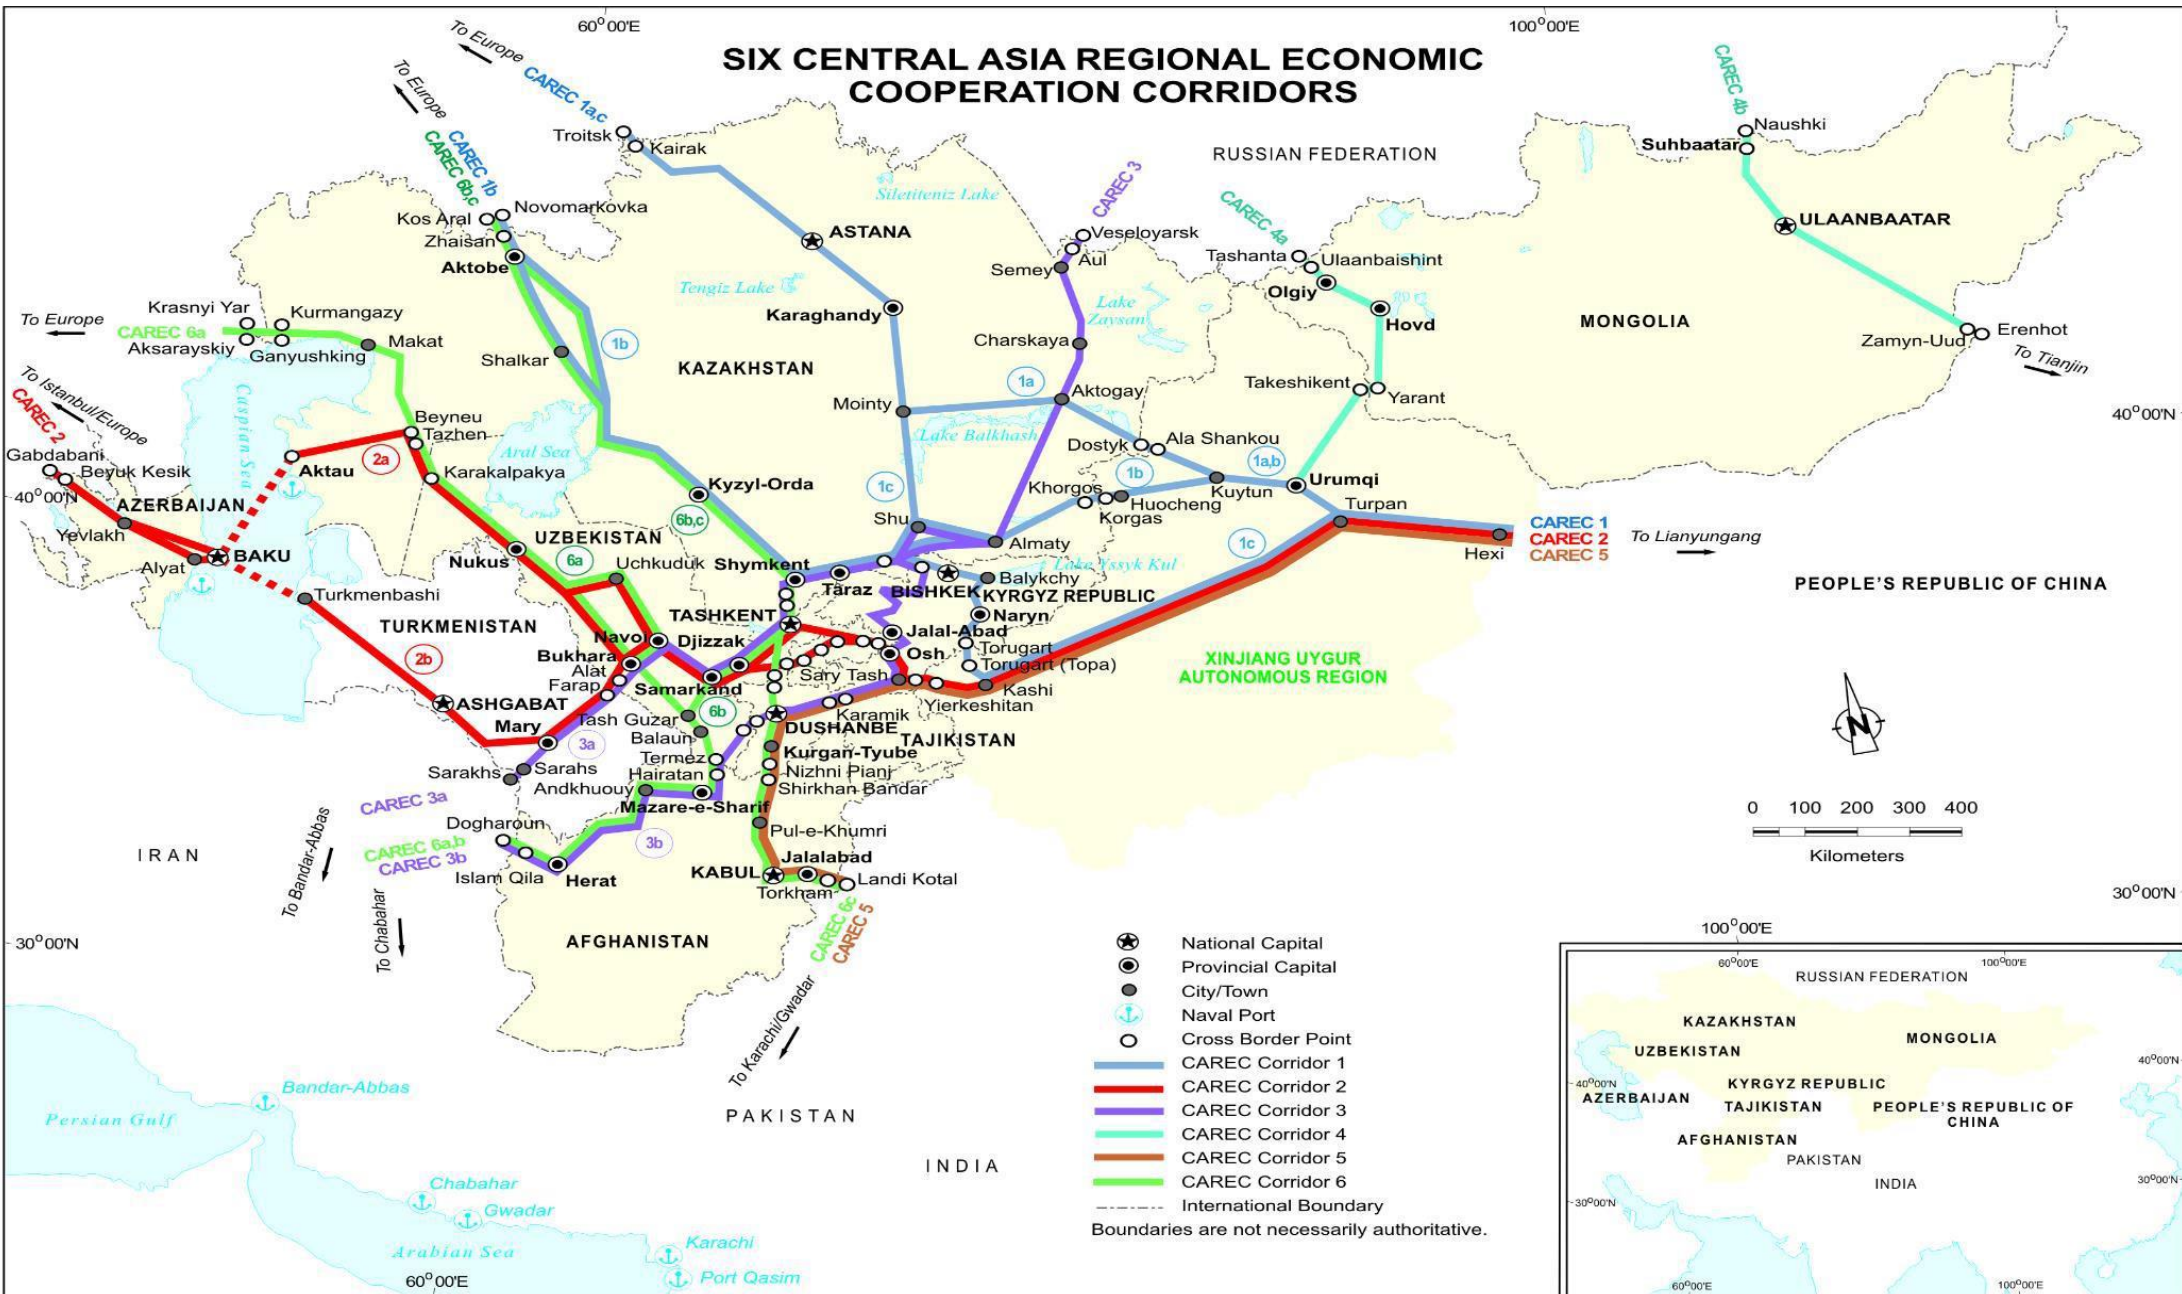 60°00'E
100°00'E
SIX CENTRAL ASIA REGIONAL ECONOMIC
COOPERATION CORRIDORS
To Europe
CAREC 1a,c
To Europe
CAREC 1b
CAREC 6b,c
Troitsk
Kairak
RUSSIAN FEDERATION
CAREC 4b
Naushki
Suhbaatar
Siletiteniz Lake
CAREC 3
CAREC 4a
Kos Aral
Novomarkovka
Zhaisan
Aktobe
ASTANA
Veseloyarsk
Aul
Semey
Tashanta
Ulaanbaishint
Olgiy
ULAANBAATAR
Tengiz Lake
Karaghandy
Lake
Zaysan
Hovd
MONGOLIA
Krasnyi Yar
Kurmangazy
To Europe
CAREC 6a
Aksarayskiy
Ganyushking
Makat
Shalkar
1b
KAZAKHSTAN
Charskaya
Zamyn-Uud
Erenhot
To Tianjin
To Istanbul/Europe
CAREC 2
Caspian Sea
1a
Mointy
Aktogay
Takeshikent
Yarant
40°00'N
Beyneu
Tazhen
Aral Sea
Lake Balkhash
Dostyk
Ala Shankou
Gabdabani
Beyuk Kesik
Aktau
2a
Karakalpakya
1b
1a,b
Urumqi
40°00'N
AZERBAIJAN
Kyzyl-Orda
1c
Khorgos
Huocheng
Kuytun
Korgas
Turpan
Yevlakh
BAKU
Alyat
UZBEKISTAN
6b,c
Shu
Almaty
1c
CAREC 1
CAREC 2
CAREC 5
Hexi
To Lianyungang
Nukus
6a
Uchkuduk
Shymkent
Taraz
BISHKEK
Balykchy
Lake Yssyk Kul
KYRGYZ REPUBLIC
PEOPLE'S REPUBLIC OF CHINA
Turkmenbashi
TURKMENISTAN
TASHKENT
Naryn
Navoi
Djizzak
Jalal-Abad
Bukhara
Osh
Torugart
Torugart (Topa)
2b
Alat
Farap
Samarkand
Sary Tash
Kashi
XINJIANG UYGUR
AUTONOMOUS REGION
ASHGABAT
Mary
Tash Guzar
6b
Karamik
Yierkeshitan
DUSHANBE
Balaun
TAJIKISTAN
N
3a
Kurgan-Tyube
Termez
Sarakhs
Sarahs
Hairatan
Nizhni Pianj
Andkhuouy
Shirkhan Bandar
CAREC 3a
Mazare-e-Sharif
0 100 200 300 400
Kilometers
Dogharoun
Pul-e-Khumri
3b
IRAN
To Bandar-Abbas
CAREC 6a,b
CAREC 3b
Islam Qila
Herat
KABUL
Jalalabad
Torkham
Landi Kotal
30°00'N
To Chabahar
CAREC 6c
CAREC 5
AFGHANISTAN
30°00'N
To Karachi/Gwadar
PAKISTAN
INDIA
Bandar-Abbas
Persian Gulf
Chabahar
Gwadar
Arabian Sea
Karachi
Port Qasim
60°00'E
National Capital
Provincial Capital
City/Town
Naval Port
Cross Border Point
CAREC Corridor 1
CAREC Corridor 2
CAREC Corridor 3
CAREC Corridor 4
CAREC Corridor 5
CAREC Corridor 6
International Boundary
Boundaries are not necessarily authoritative.
100°00'E
60°00'E
100°00'E
RUSSIAN FEDERATION
KAZAKHSTAN
MONGOLIA
UZBEKISTAN
40°00'N
40°00'N
KYRGYZ REPUBLIC
AZERBAIJAN
TAJIKISTAN
PEOPLE'S REPUBLIC OF
CHINA
AFGHANISTAN
PAKISTAN
INDIA
30°00'N
30°00'N
60°00'E
100°00'E